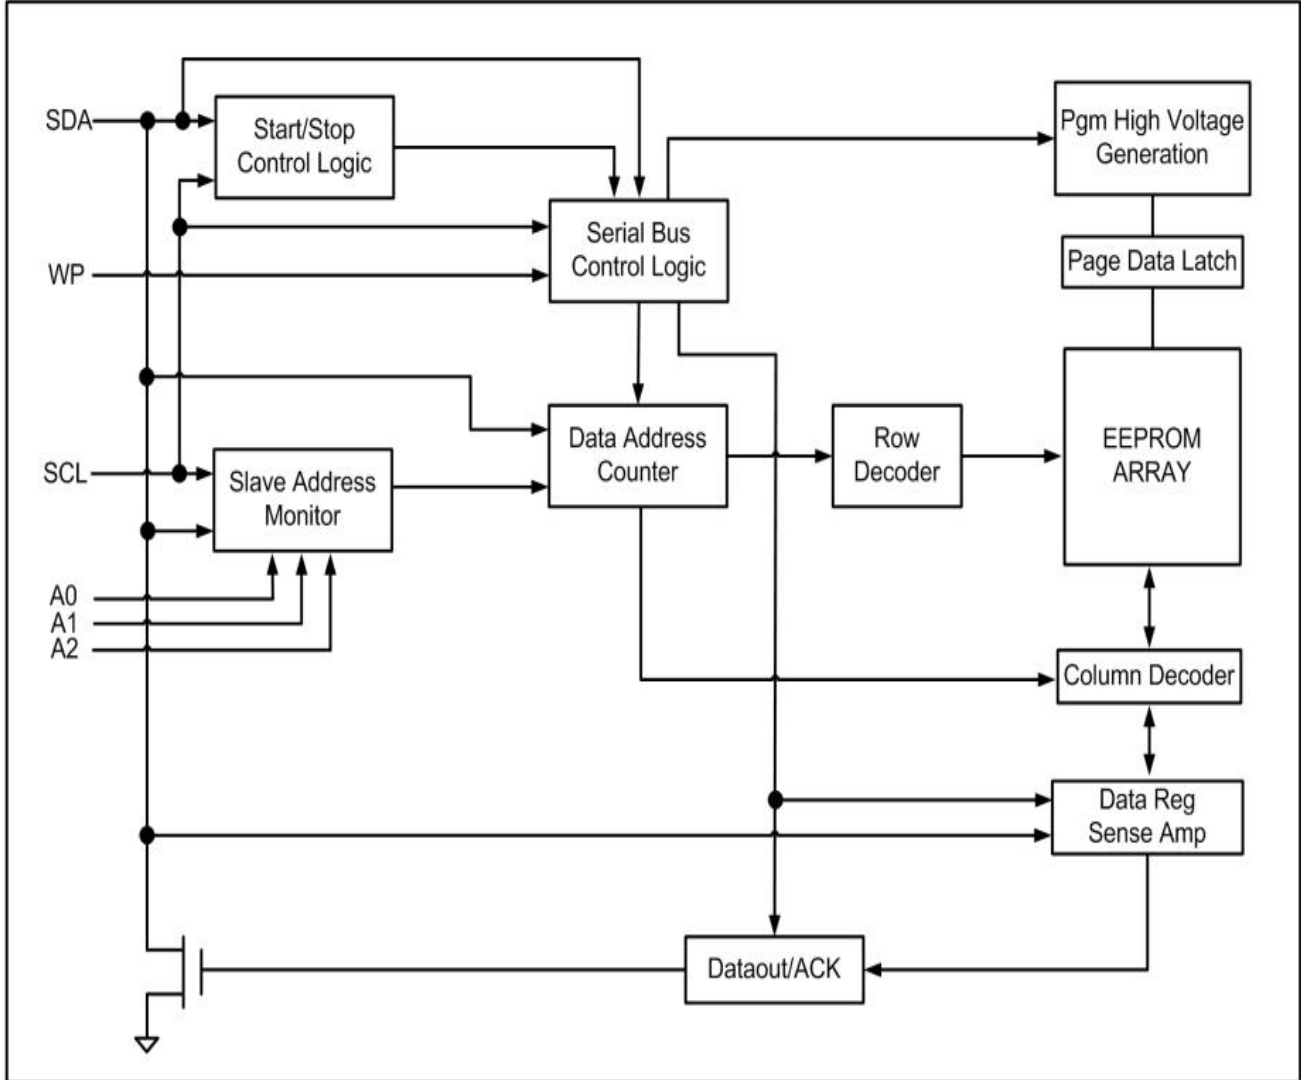 SDA
Start/Stop
Control Logic
Pgm High Voltage
Generation
WP
Serial Bus
Control Logic
Page Data Latch
SCL
Slave Address
Monitor
Data Address
Counter
Row
Decoder
EEPROM
ARRAY
A0
A1
A2
Column Decoder
Data Reg
Sense Amp
Dataout/ACK